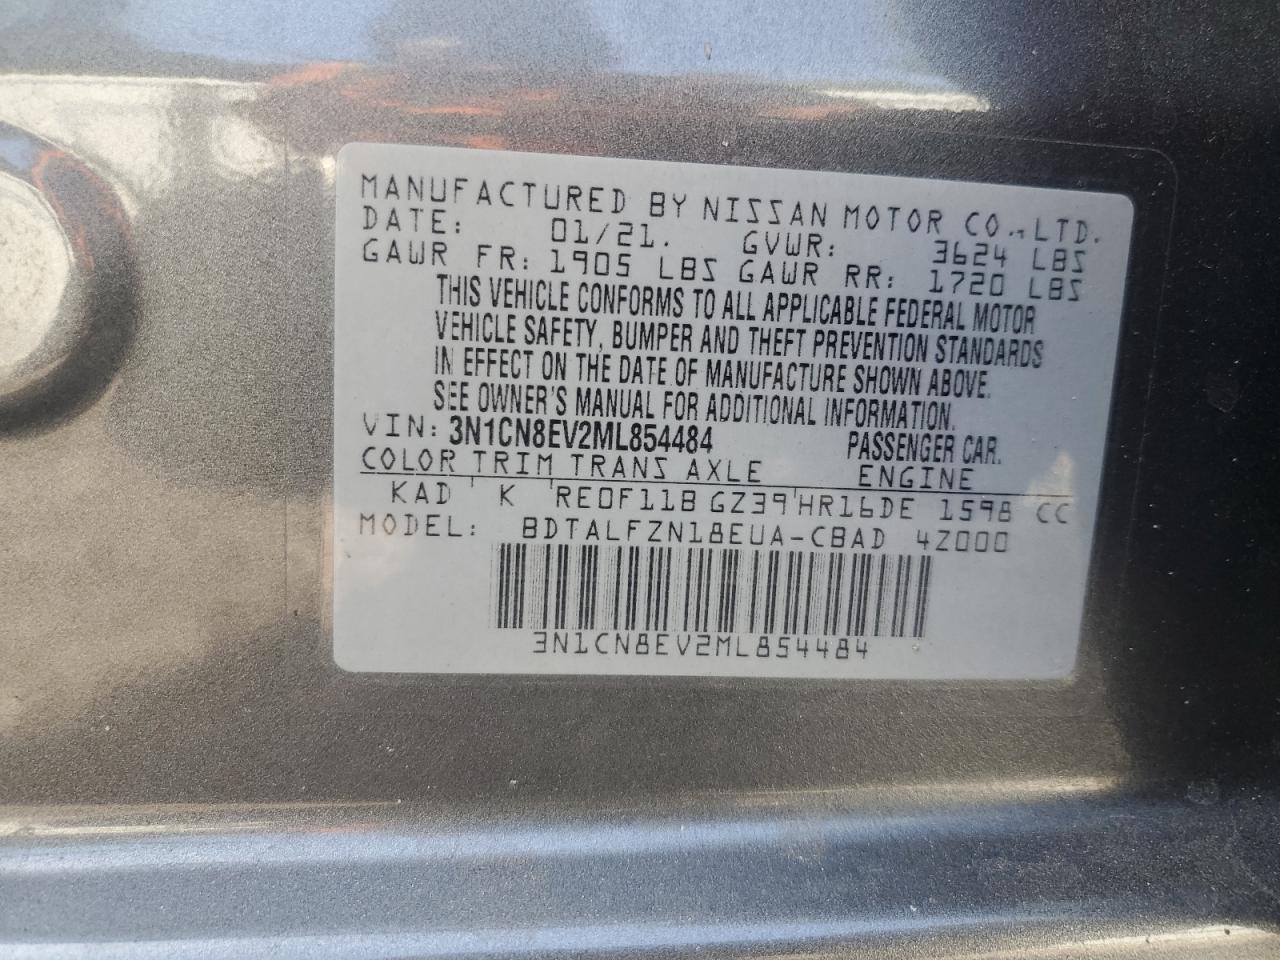 MANUFACTURED BY NISSAN MOTOR CO., LTD.
DATE: 01/21. GVWR: 3624 LBS
GAWR FR: 1905 LBS GAWR RR: 1720 LBS
THIS VEHICLE CONFORMS TO ALL APPLICABLE FEDERAL MOTOR
VEHICLE SAFETY, BUMPER AND THEFT PREVENTION STANDARDS
IN EFFECT ON THE DATE OF MANUFACTURE SHOWN ABOVE.
SEE OWNER'S MANUAL FOR ADDITIONAL INFORMATION.
VIN: 3N1CN8EV2ML854484 PASSENGER CAR.
COLOR TRIM TRANS AXLE ENGINE
KAD ' K ' RE0F11B GZ39 ' HR16DE 1598 CC
MODEL: BDTALFZN18EUA-CBAD 4Z000
3N1CN8EV2ML854484